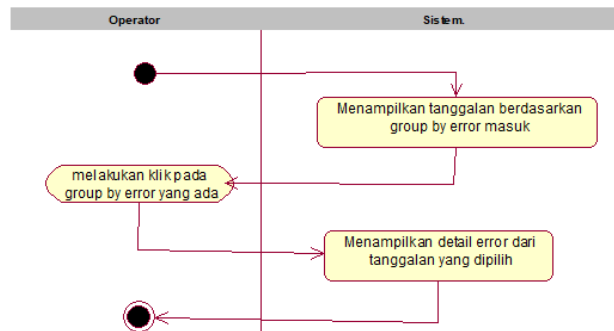 Operator
Sistem.
Menampilkan tanggalan berdasarkan
group by error masuk
melakukan klik pada
group by error yang ada
Menampilkan detail error dari
tanggalan yang dipilih